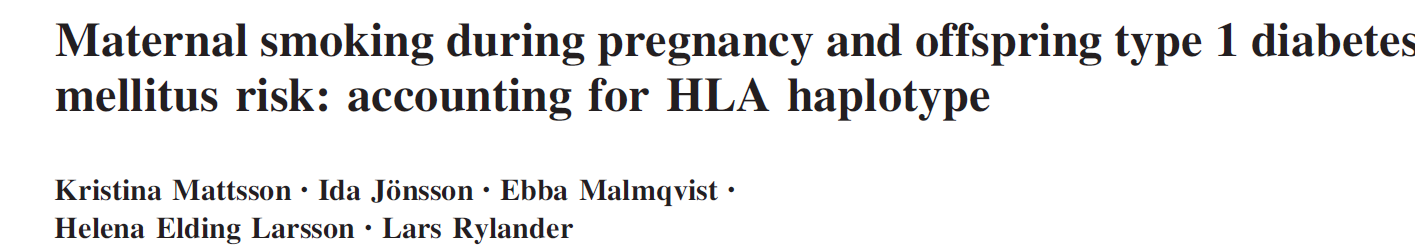 Maternal smoking during pregnancy and offspring type 1 diabetes
mellitus risk: accounting for HLA haplotype
Kristina Mattsson · Ida Jönsson · Ebba Malmqvist ·
Helena Elding Larsson · Lars Rylander